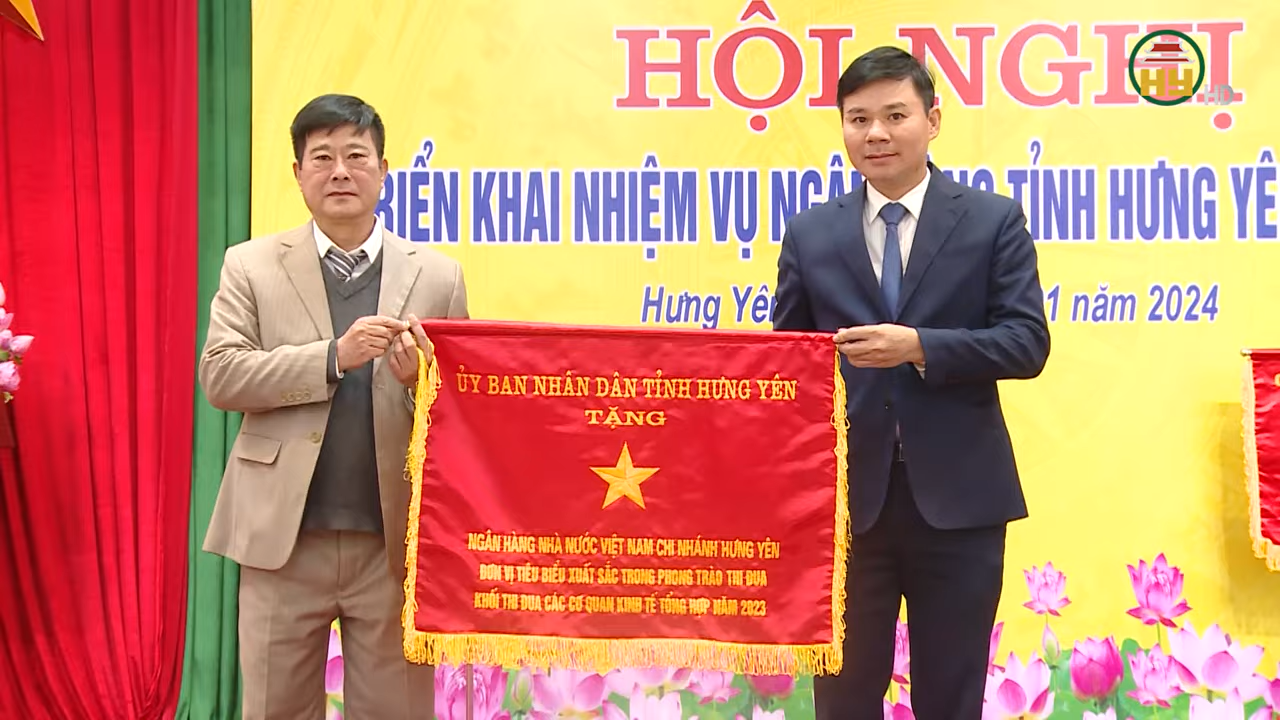 HỘI NGHỊ
HY HD
RIỂN KHAI NHIỆM VỤ NGÂN TỈNH HƯNG YÊ
Hưng Yên 1 năm 2024
ỦY BAN NHÂN DÂN TỈNH HƯNG YÊN
TẶNG
NGÂN HÀNG NHÀ NƯỚC VIỆT NAM CHI NHÁNH HƯNG YÊN
ĐƠN VỊ TIÊU BIỂU XUẤT SẮC TRONG PHONG TRÀO THI ĐUA
KHỐI THI ĐUA CÁC CƠ QUAN KINH TẾ TỔNG HỢP NĂM 2023